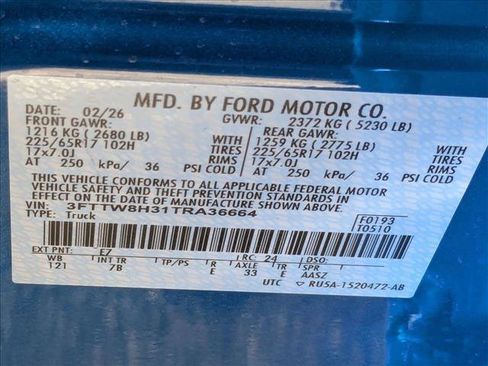 MFD. BY FORD MOTOR CO.
DATE: 02/26 GVWR: 2372 KG ( 5230 LB)
FRONT GAWR: REAR GAWR:
1216 KG ( 2680 LB) 1259 KG ( 2775 LB)
225/65R17 102H TIRES 225/65R17 102H TIRES
17x7.0J RIMS 17x7.0J RIMS
AT 250 kPa/ 36 PSI COLD AT 250 kPa/ 36 PSI COLD
THIS VEHICLE CONFORMS TO ALL APPLICABLE FEDERAL MOTOR
VEHICLE SAFETY AND THEFT PREVENTION STANDARDS IN EFFECT ON
THE DATE OF MANUFACTURE SHOWN ABOVE.
VIN: 3FTTW8H31TRA36664 F0193
TYPE: Truck T0510
EXT PNT: E7 RC: 24 DSO:
WB INT TR TP/PS R AXLE TR SPR
121 7B E 33 E AASZ
UTC ▽ RU5A-1520472-AB